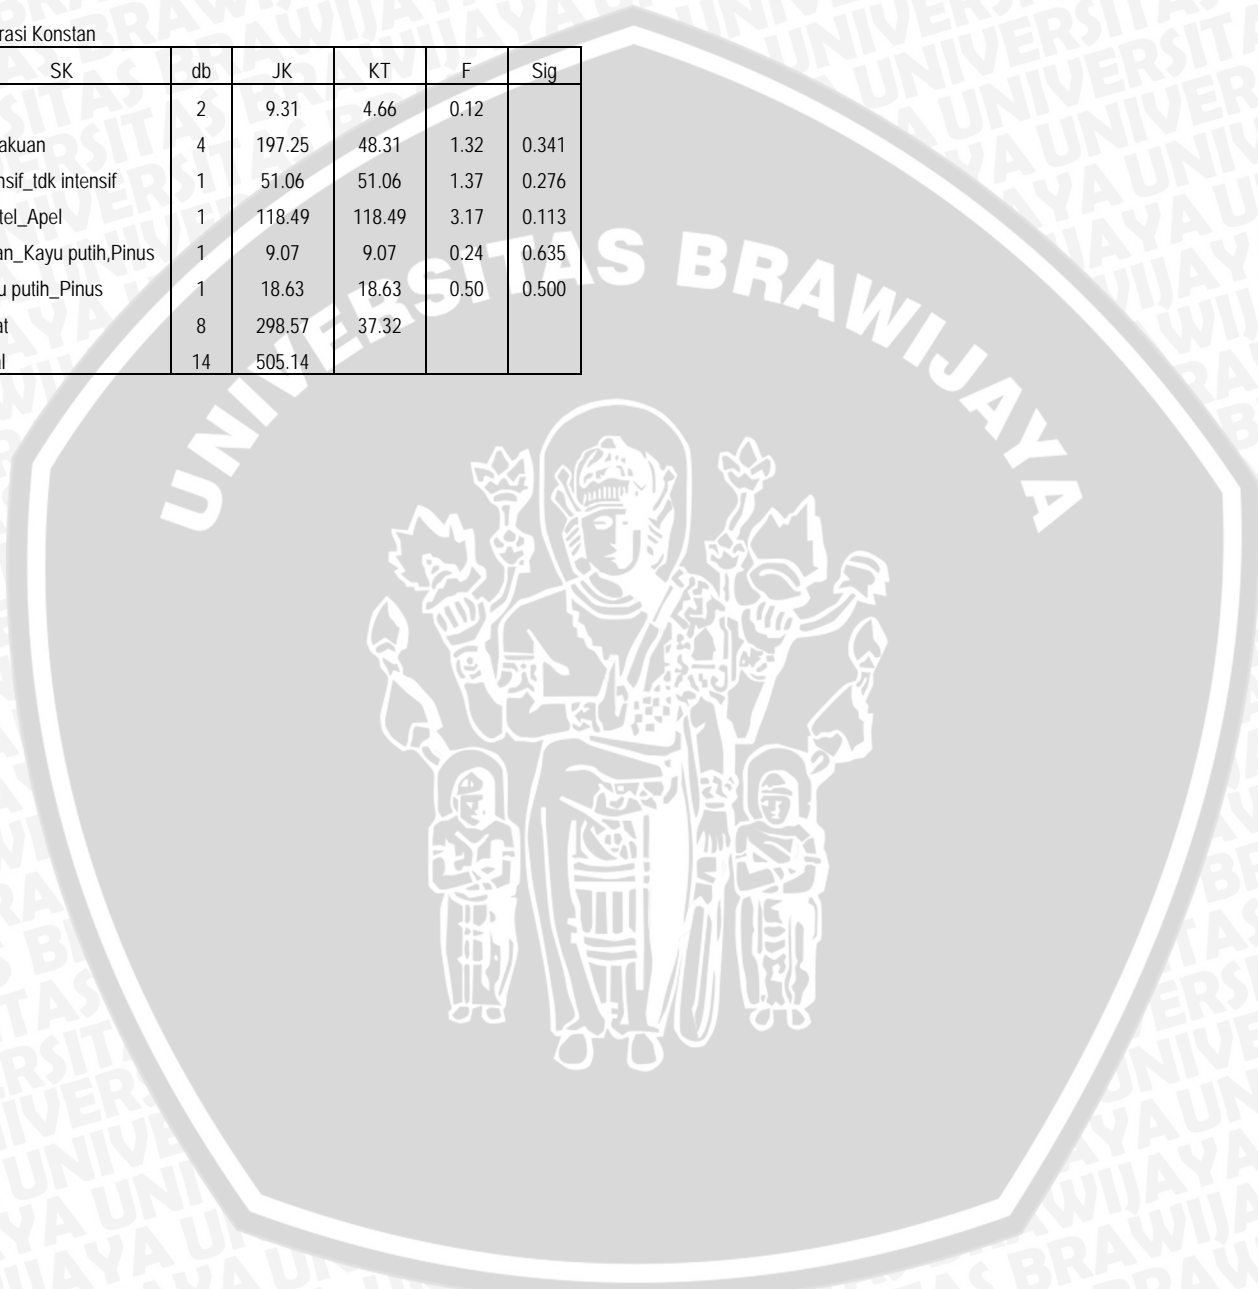 rasi Konstan
SK db JK KT F Sig
2 9.31 4.66 0.12
akuan 4 197.25 48.31 1.32 0.341
nsif_tdk intensif 1 51.06 51.06 1.37 0.276
tel_Apel 1 118.49 118.49 3.17 0.113
an_Kayu putih,Pinus 1 9.07 9.07 0.24 0.635
u putih_Pinus 1 18.63 18.63 0.50 0.500
at 8 298.57 37.32
al 14 505.14
UNIVERSITAS BRAWIJAYA